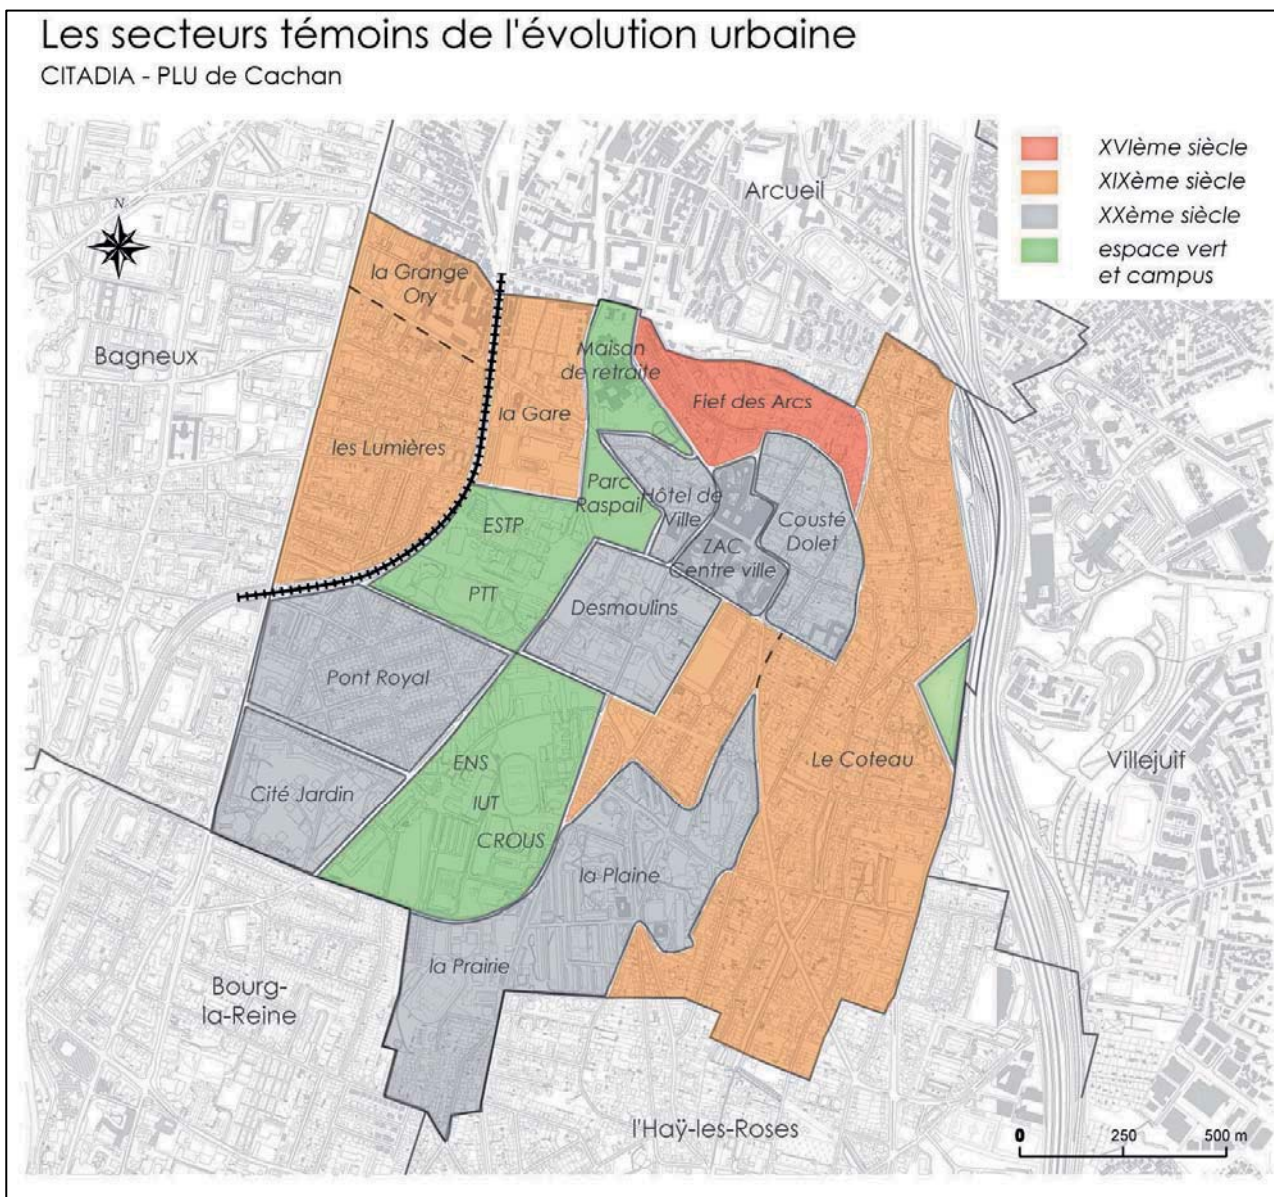 Les secteurs témoins de l'évolution urbaine
CITADIA - PLU de Cachan
XVIème siècle
XIXème siècle
XXème siècle
espace vert
et campus
Arcueil
N
la Grange
Ory
Bagneux
Maison
de retraite
Fief des Arcs
la Gare
les Lumières
Parc
Raspail
Hôtel de
Ville
Cousté
Dolet
ESTP
ZAC
Centre ville
PTT
Desmoulins
Pont Royal
Le Coteau
Villejuif
ENS
Cité Jardin
IUT
CROUS
la Plaine
la Prairie
Bourg-
la-Reine
l'Haÿ-les-Roses
0 250 500 m